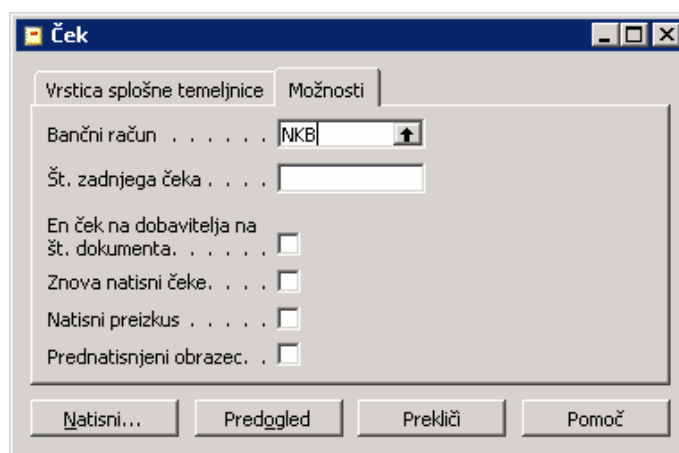 Ček
Vrstica splošne temeljnice Možnosti
Bančni račun . . . . . . NKB
Št. zadnjega čeka . . . .
En ček na dobavitelja na
št. dokumenta. . . . . .
Znova natisni čeke. . . .
Natisni preizkus . . . . .
Prednatisnjeni obrazec. .
Natisni... Predogled Prekliči Pomoč